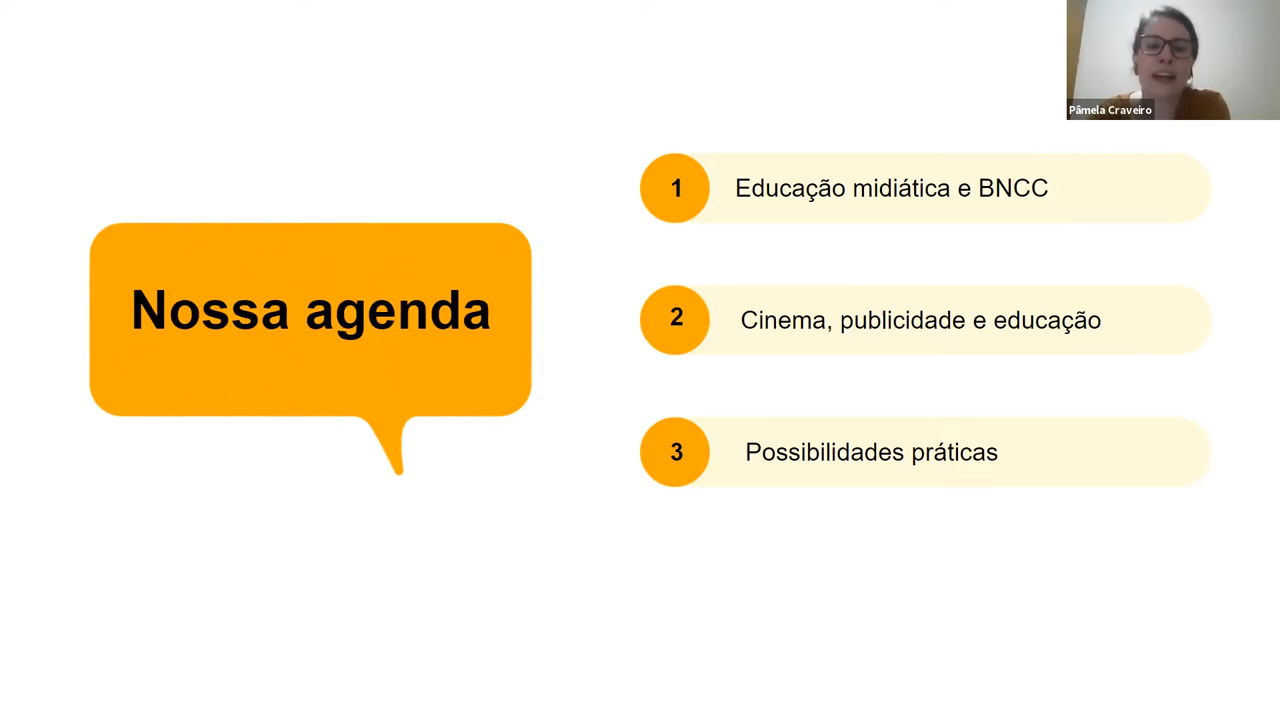 Pâmela Craveiro
Nossa agenda
1
Educação midiática e BNCC
2
Cinema, publicidade e educação
3
Possibilidades práticas